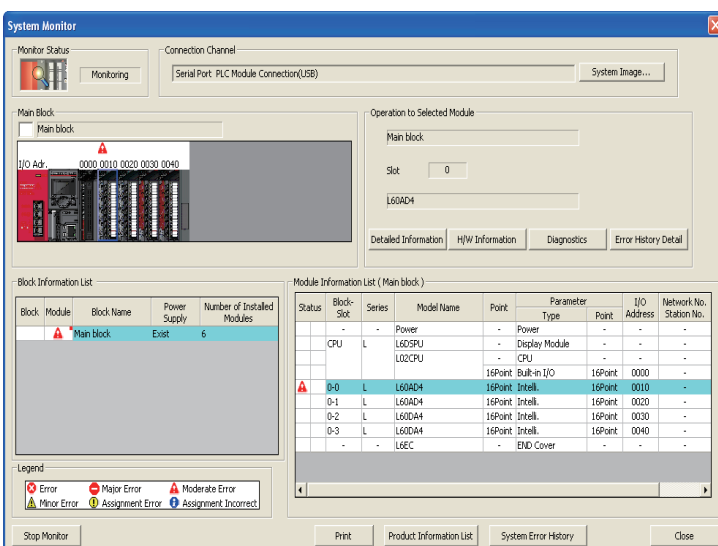 System Monitor
Monitor Status
Monitoring
Connection Channel
Serial Port PLC Module Connection(USB)
System Image...
Main Block
Main block
I/O Adr. 0000 0010 0020 0030 0040
Operation to Selected Module
Main block
Slot 0
L60AD4
Detailed Information H/W Information Diagnostics Error History Detail
Block Information List
Block Module Block Name Power Supply Number of Installed Modules
Main block Exist 6
Module Information List ( Main block )
Status Block-Slot Series Model Name Point Parameter Type Point I/O Address Network No. Station No.
- - Power - Power - - -
CPU L L6DSPU - Display Module - - -
L02CPU - CPU - - -
16Point Built-in I/O 16Point 0000 -
0-0 L L60AD4 16Point Intelli. 16Point 0010 -
0-1 L L60AD4 16Point Intelli. 16Point 0020 -
0-2 L L60DA4 16Point Intelli. 16Point 0030 -
0-3 L L60DA4 16Point Intelli. 16Point 0040 -
- - L6EC - END Cover - - -
Legend
Error Major Error Moderate Error
Minor Error Assignment Error Assignment Incorrect
Stop Monitor Print Product Information List System Error History Close